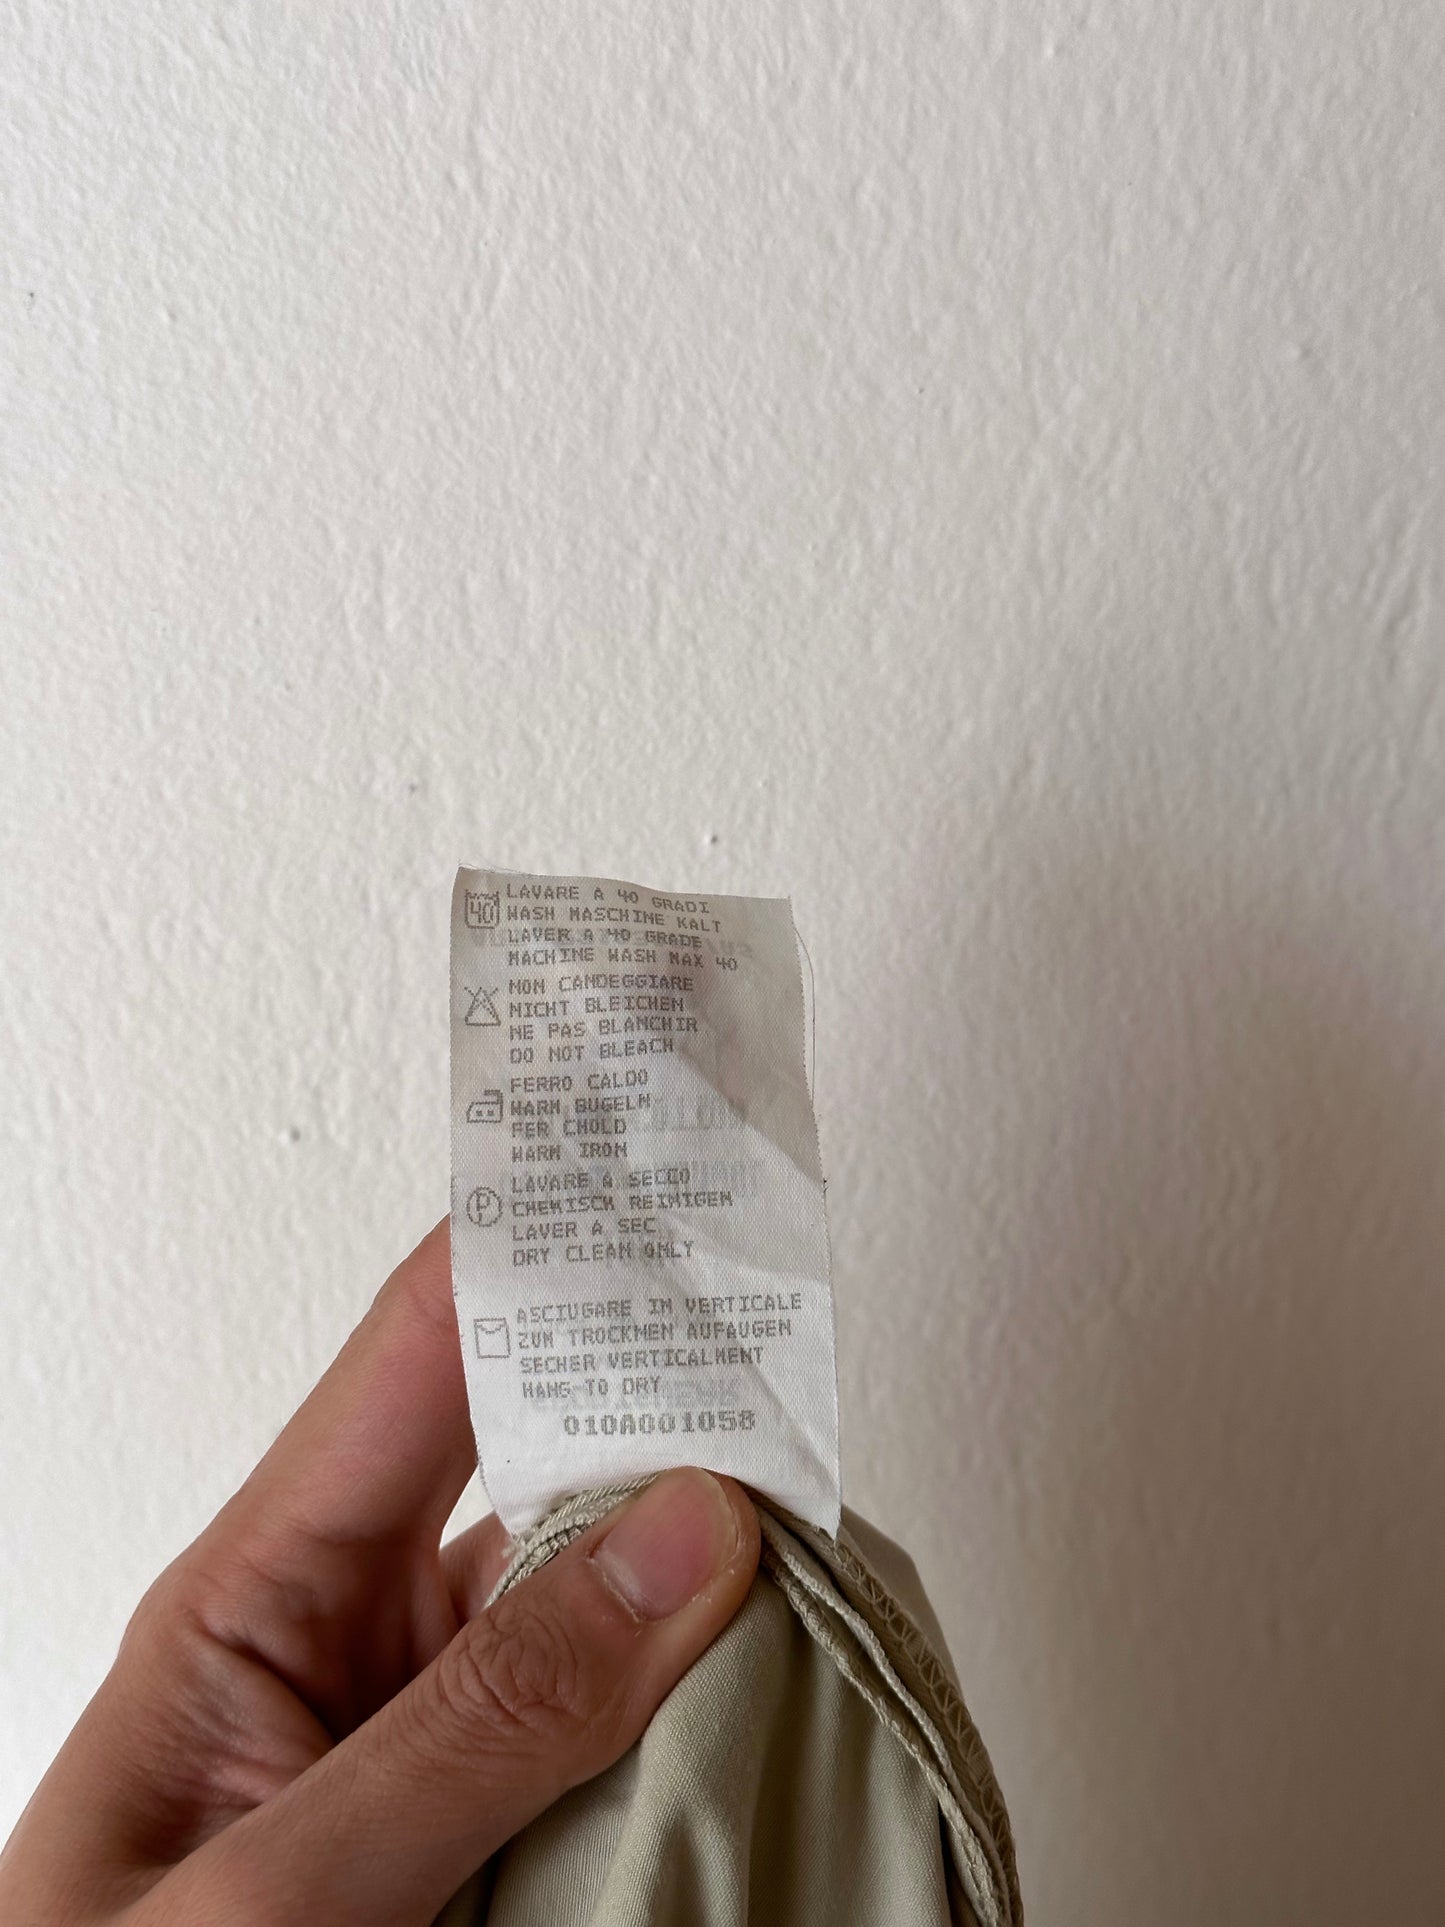 40 LAVARE A 40 GRADI
WASH MASCHINE KALT
LAVER A 40 GRADE
MACHINE WASH MAX 40
NON CANDEGGIARE
NICHT BLEICHEN
NE PAS BLANCHIR
DO NOT BLEACH
FERRO CALDO
WARM BUGELN
FER CHOLD
WARM IRON
P LAVARE A SECCO
CHEMISCH REINIGEN
LAVER A SEC
DRY CLEAN ONLY
ASCIUGARE IN VERTICALE
ZUM TROCKNEN AUFAUGEN
SECHER VERTICALMENT
HANG TO DRY
010A001058